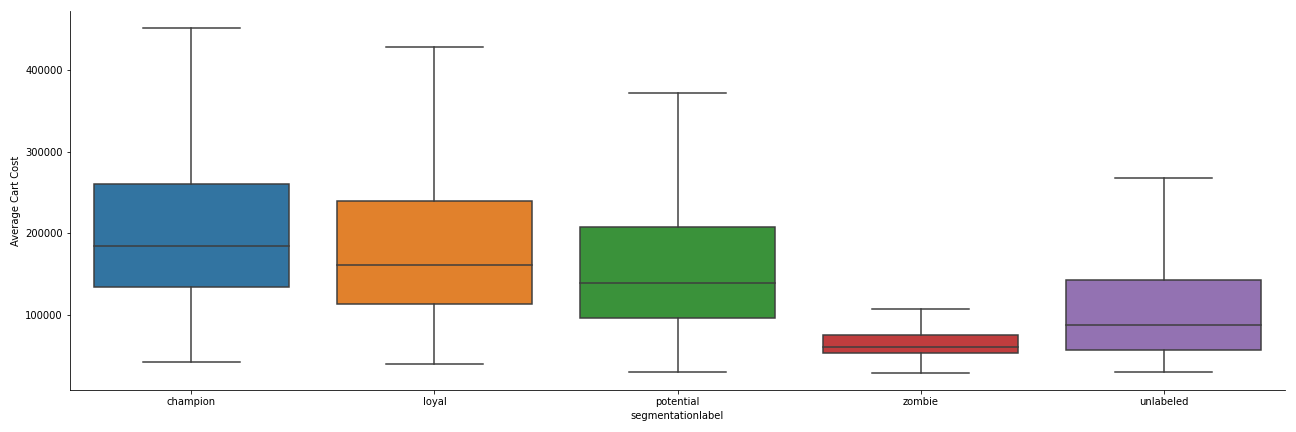 400000
300000
200000
100000
Average Cart Cost
champion
loyal
potential
zombie
unlabeled
segmentationlabel